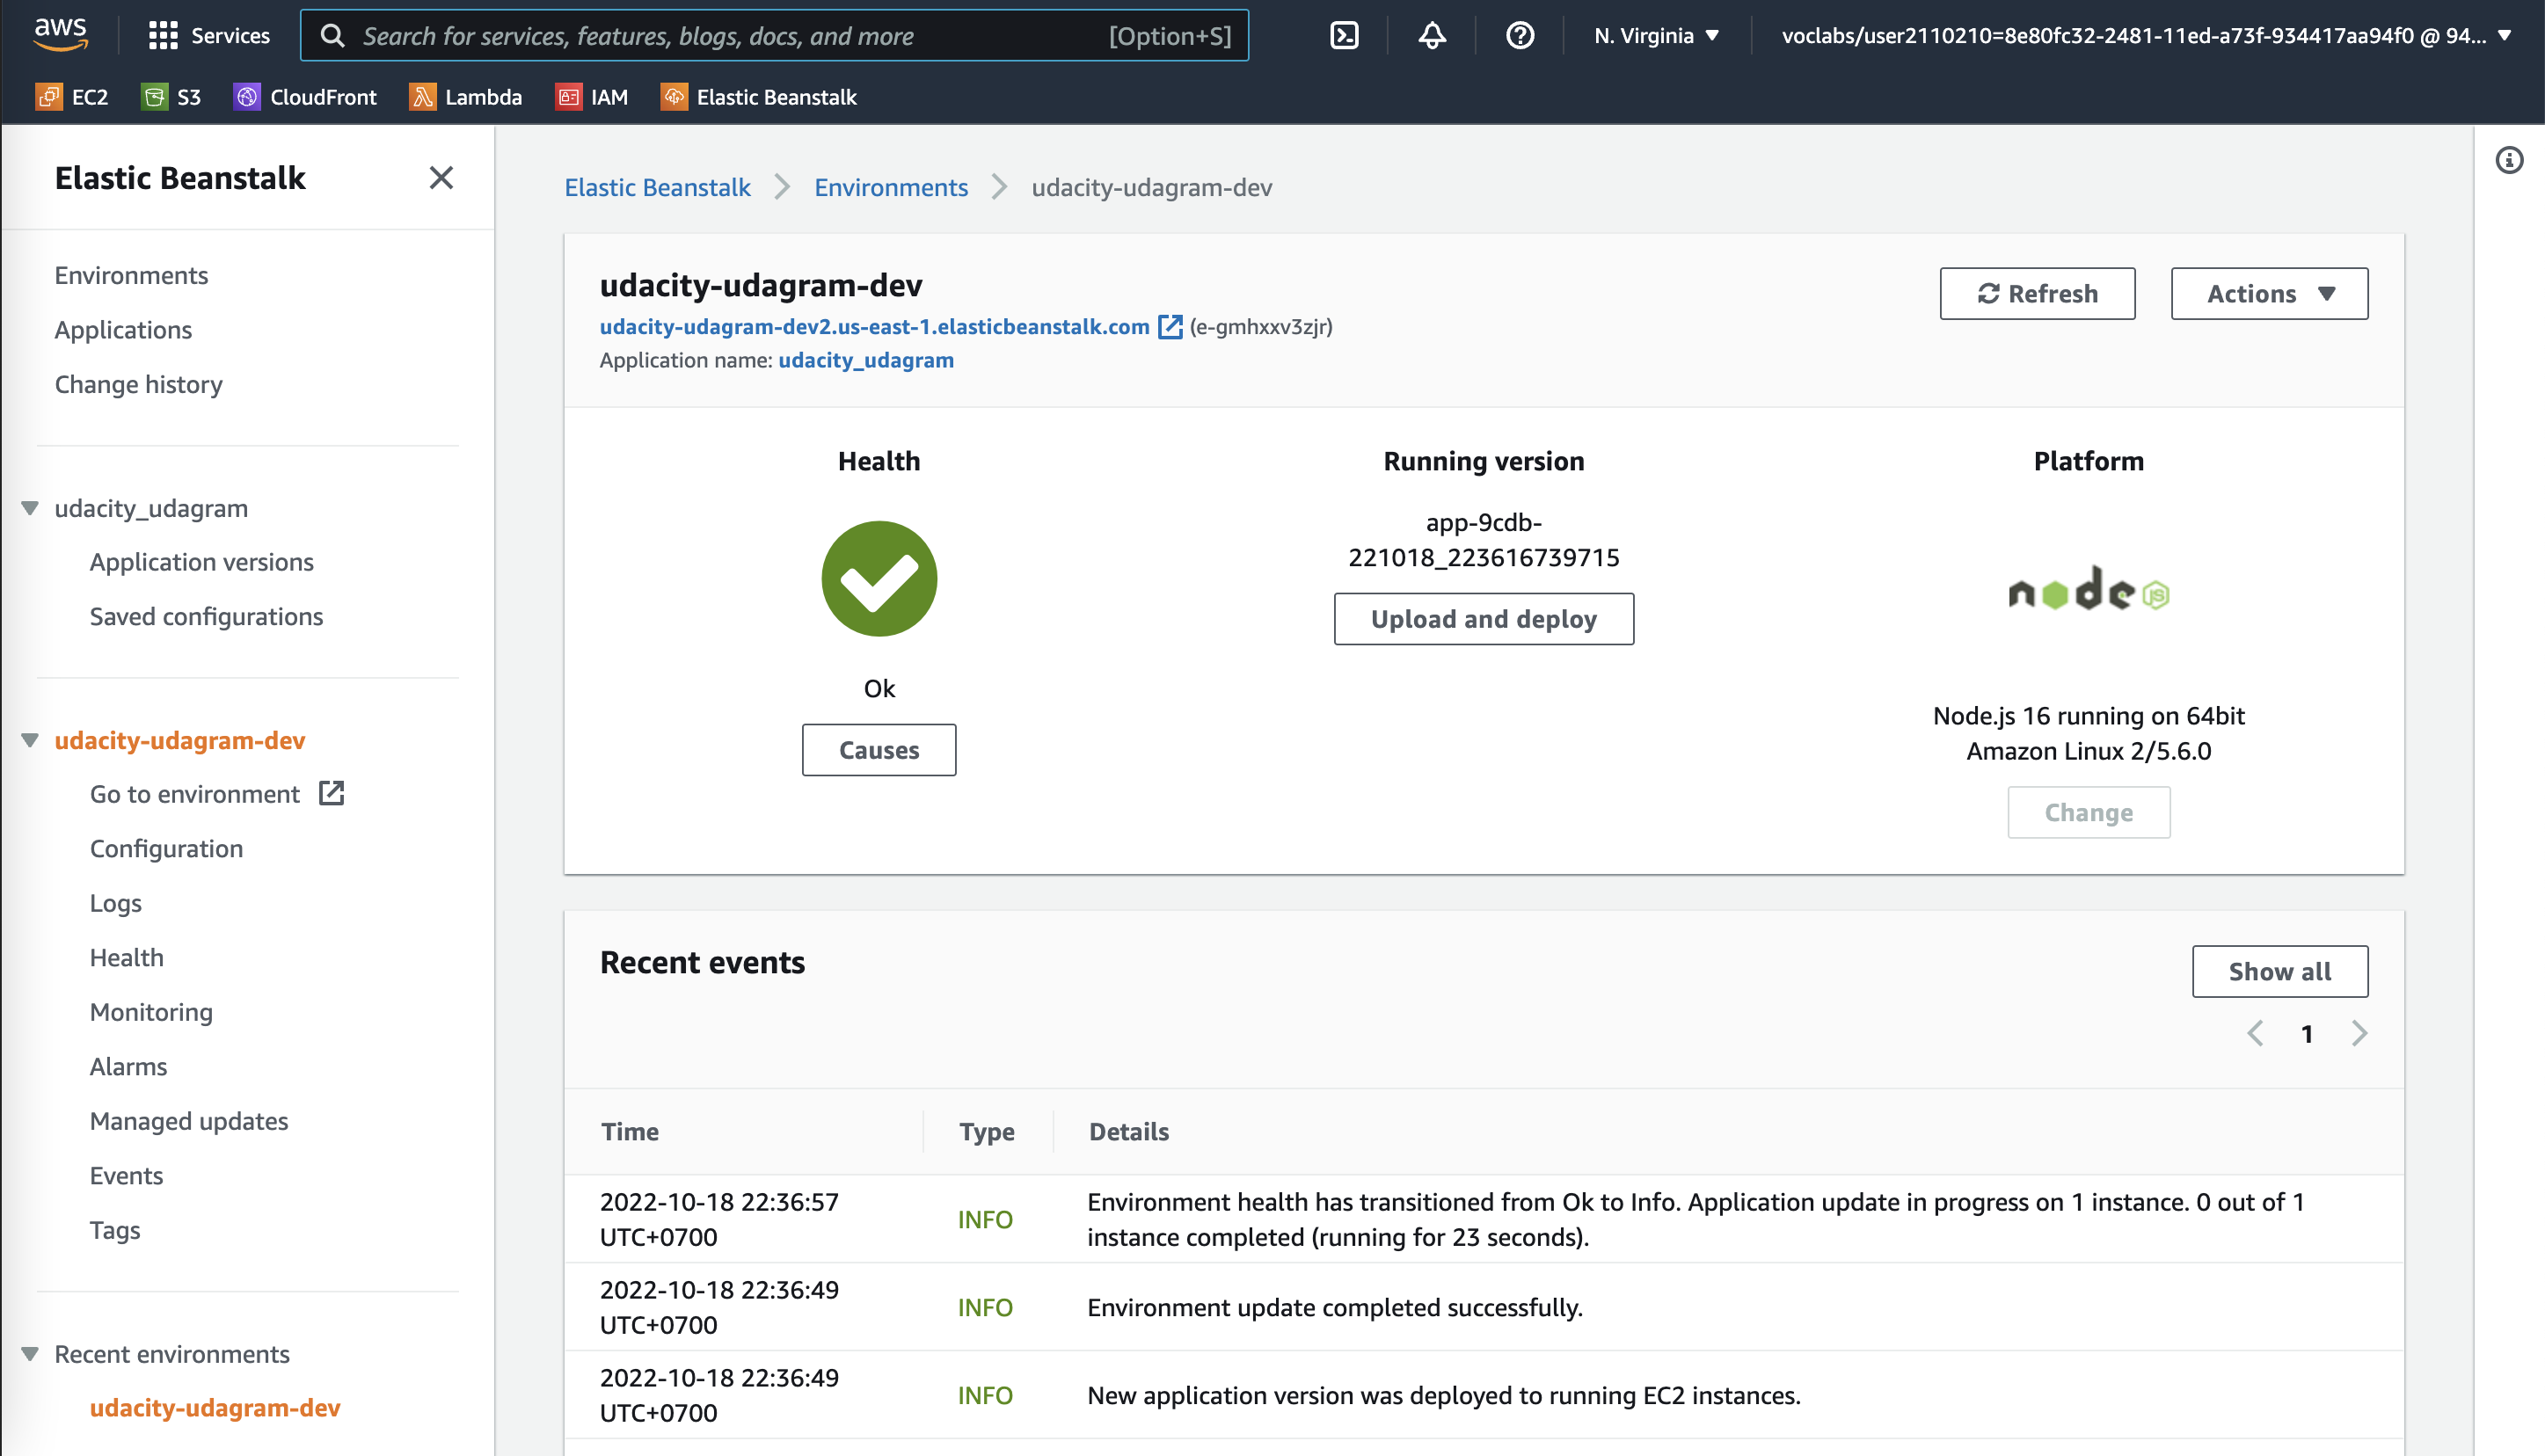 aws
Services
Search for services, features, blogs, docs, and more [Option+S]
N. Virginia
voclabs/user2110210=8e80fc32-2481-11ed-a73f-934417aa94f0 @ 94...
EC2
S3
CloudFront
Lambda
IAM
Elastic Beanstalk
Elastic Beanstalk
Environments
Applications
Change history
udacity_udagram
Application versions
Saved configurations
udacity-udagram-dev
Go to environment
Configuration
Logs
Health
Monitoring
Alarms
Managed updates
Events
Tags
Recent environments
udacity-udagram-dev
Elastic Beanstalk
Environments
udacity-udagram-dev
udacity-udagram-dev
udacity-udagram-dev2.us-east-1.elasticbeanstalk.com (e-gmhxxv3zjr)
Application name: udacity_udagram
Refresh
Actions
Health
Ok
Causes
Running version
app-9cdb-
221018_223616739715
Upload and deploy
Platform
node JS
Node.js 16 running on 64bit
Amazon Linux 2/5.6.0
Change
Recent events
Show all
1
Time
Type
Details
2022-10-18 22:36:57
UTC+0700
INFO
Environment health has transitioned from Ok to Info. Application update in progress on 1 instance. 0 out of 1
instance completed (running for 23 seconds).
2022-10-18 22:36:49
UTC+0700
INFO
Environment update completed successfully.
2022-10-18 22:36:49
UTC+0700
INFO
New application version was deployed to running EC2 instances.